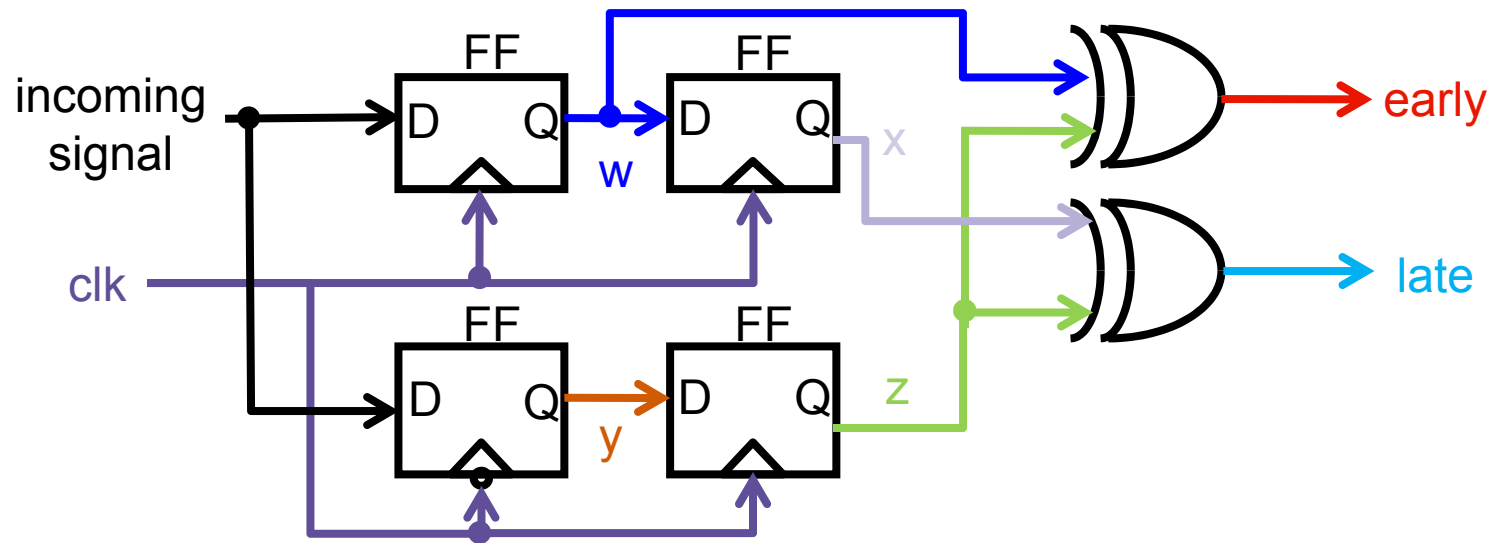 FF
FF
incoming
signal
D
Q
D
Q
early
w
x
clk
late
FF
FF
D
Q
D
Q
y
z